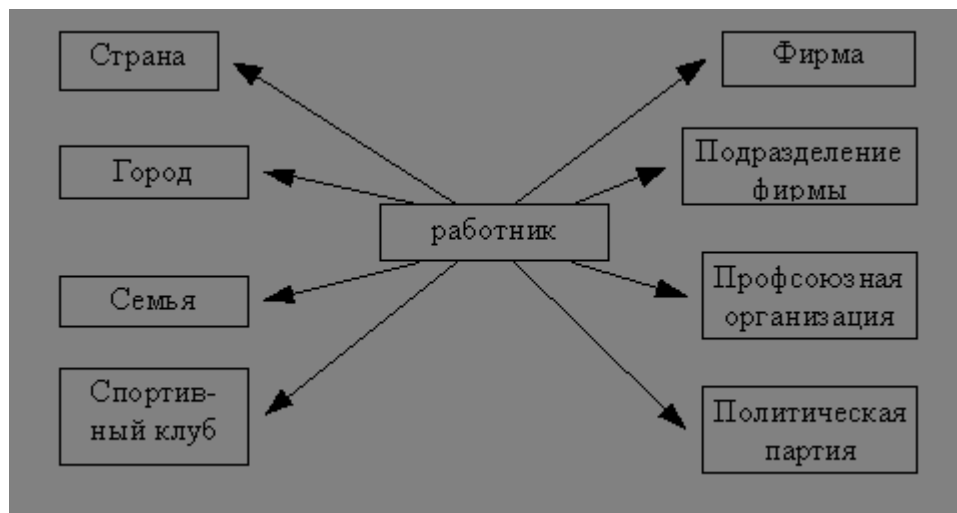 Страна
Фирма
Город
Подразделение
фирмы
работник
Семья
Профсоюзная
организация
Спортив-
ный клуб
Политическая
партия